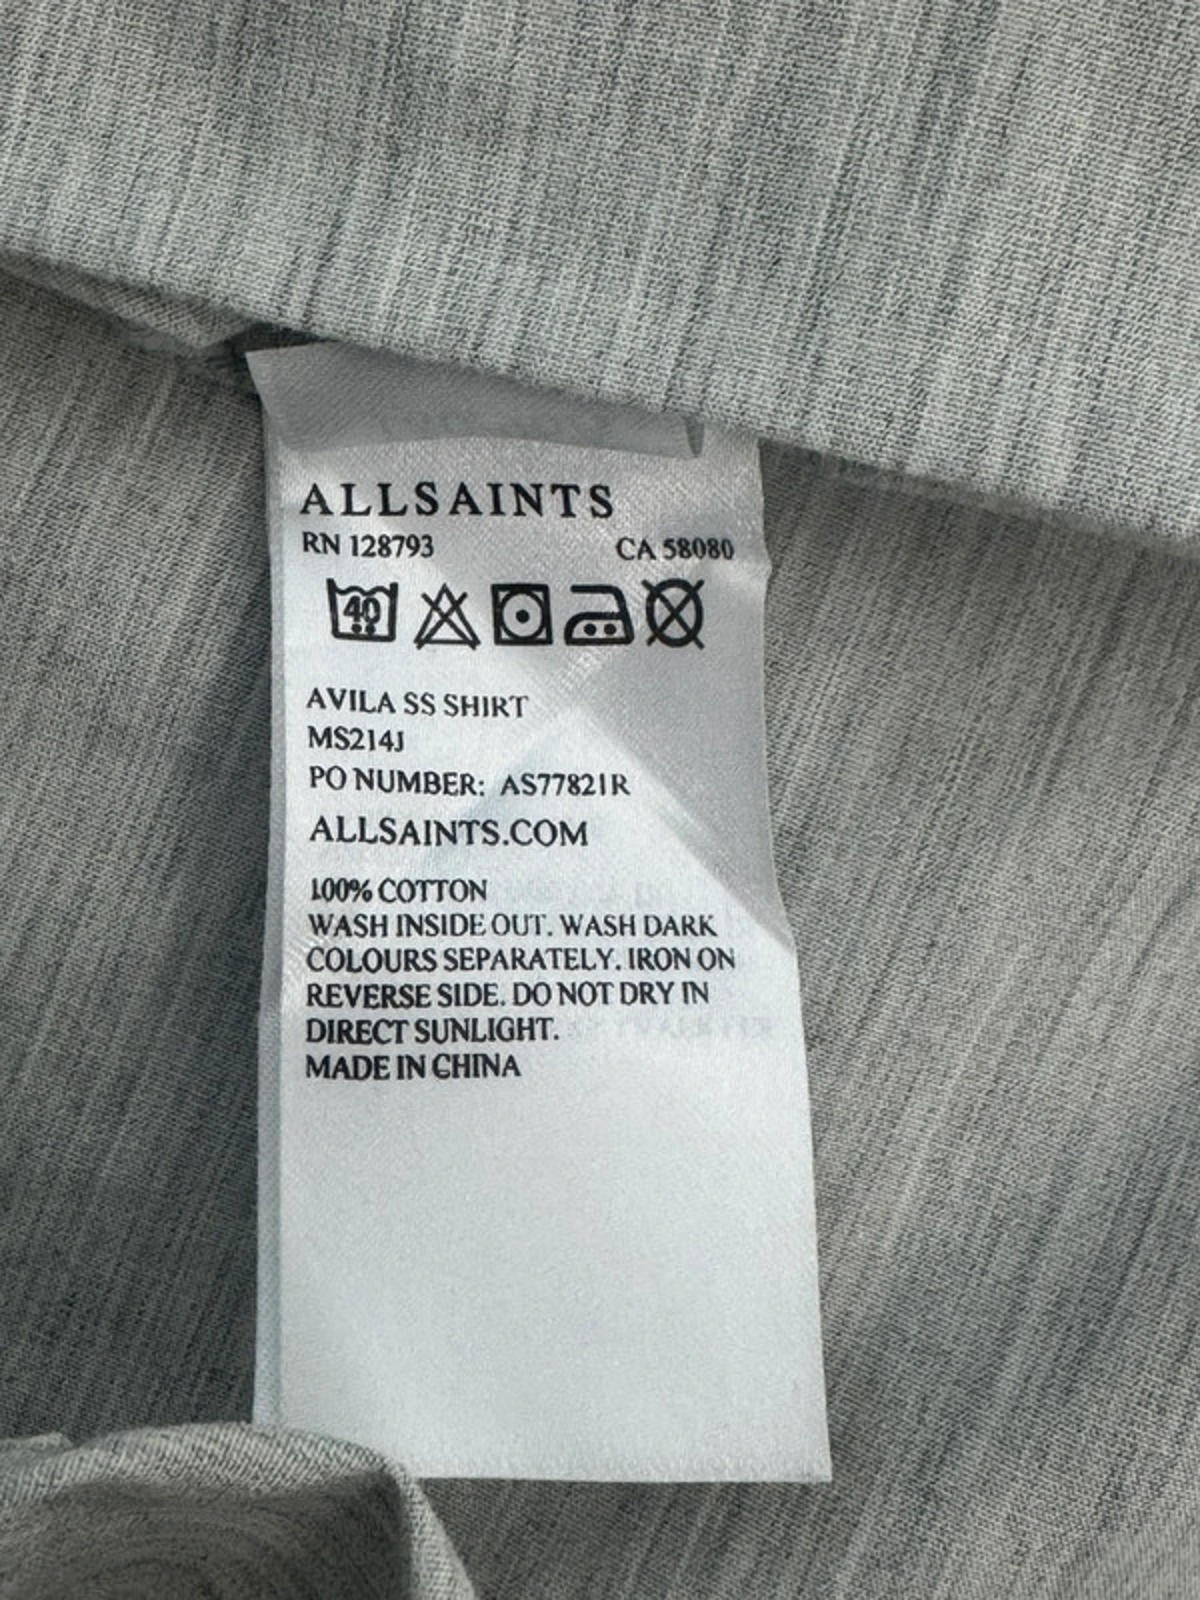 ALLSAINTS
RN 128793 CA 58080
40
AVILA SS SHIRT
MS214J
PO NUMBER: AS77821R
ALLSAINTS.COM
100% COTTON
WASH INSIDE OUT. WASH DARK
COLOURS SEPARATELY. IRON ON
REVERSE SIDE. DO NOT DRY IN
DIRECT SUNLIGHT.
MADE IN CHINA